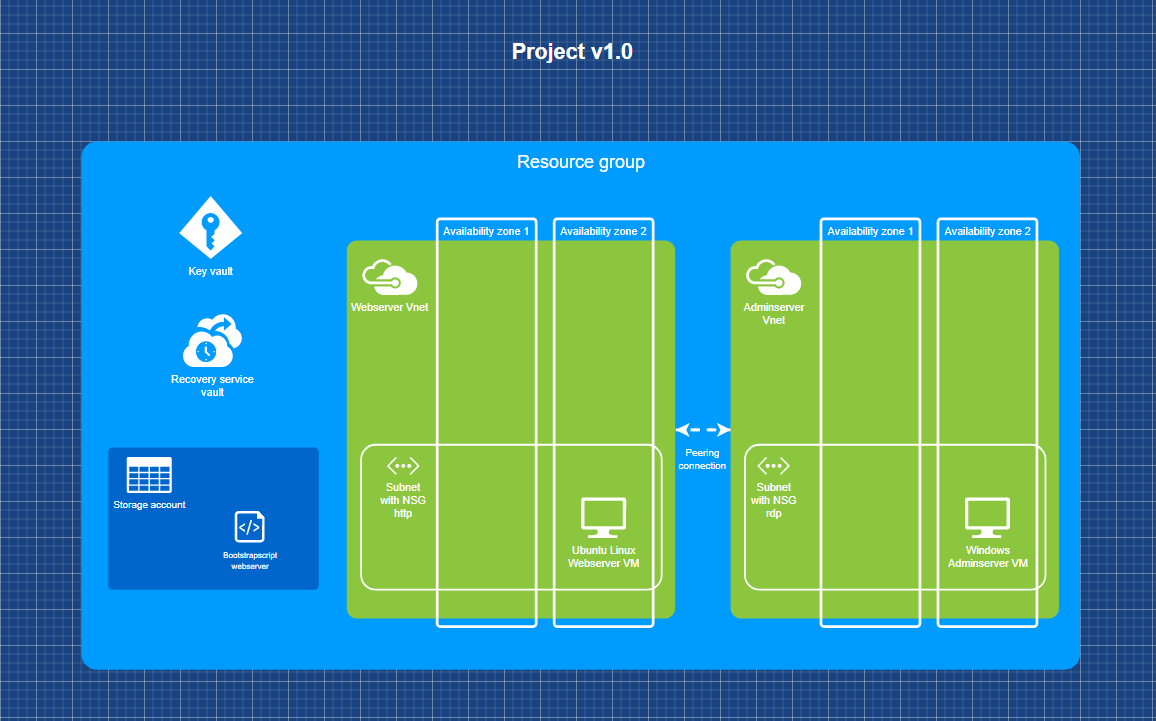 Project v1.0
Resource group
Key vault
Recovery service
vault
Storage account
</>
Bootstrapscript
webserver
Availability zone 1
Availability zone 2
Webserver Vnet
Subnet
with NSG
http
Ubuntu Linux
Webserver VM
Peering
connection
Availability zone 1
Availability zone 2
Adminserver
Vnet
Subnet
with NSG
rdp
Windows
Adminserver VM